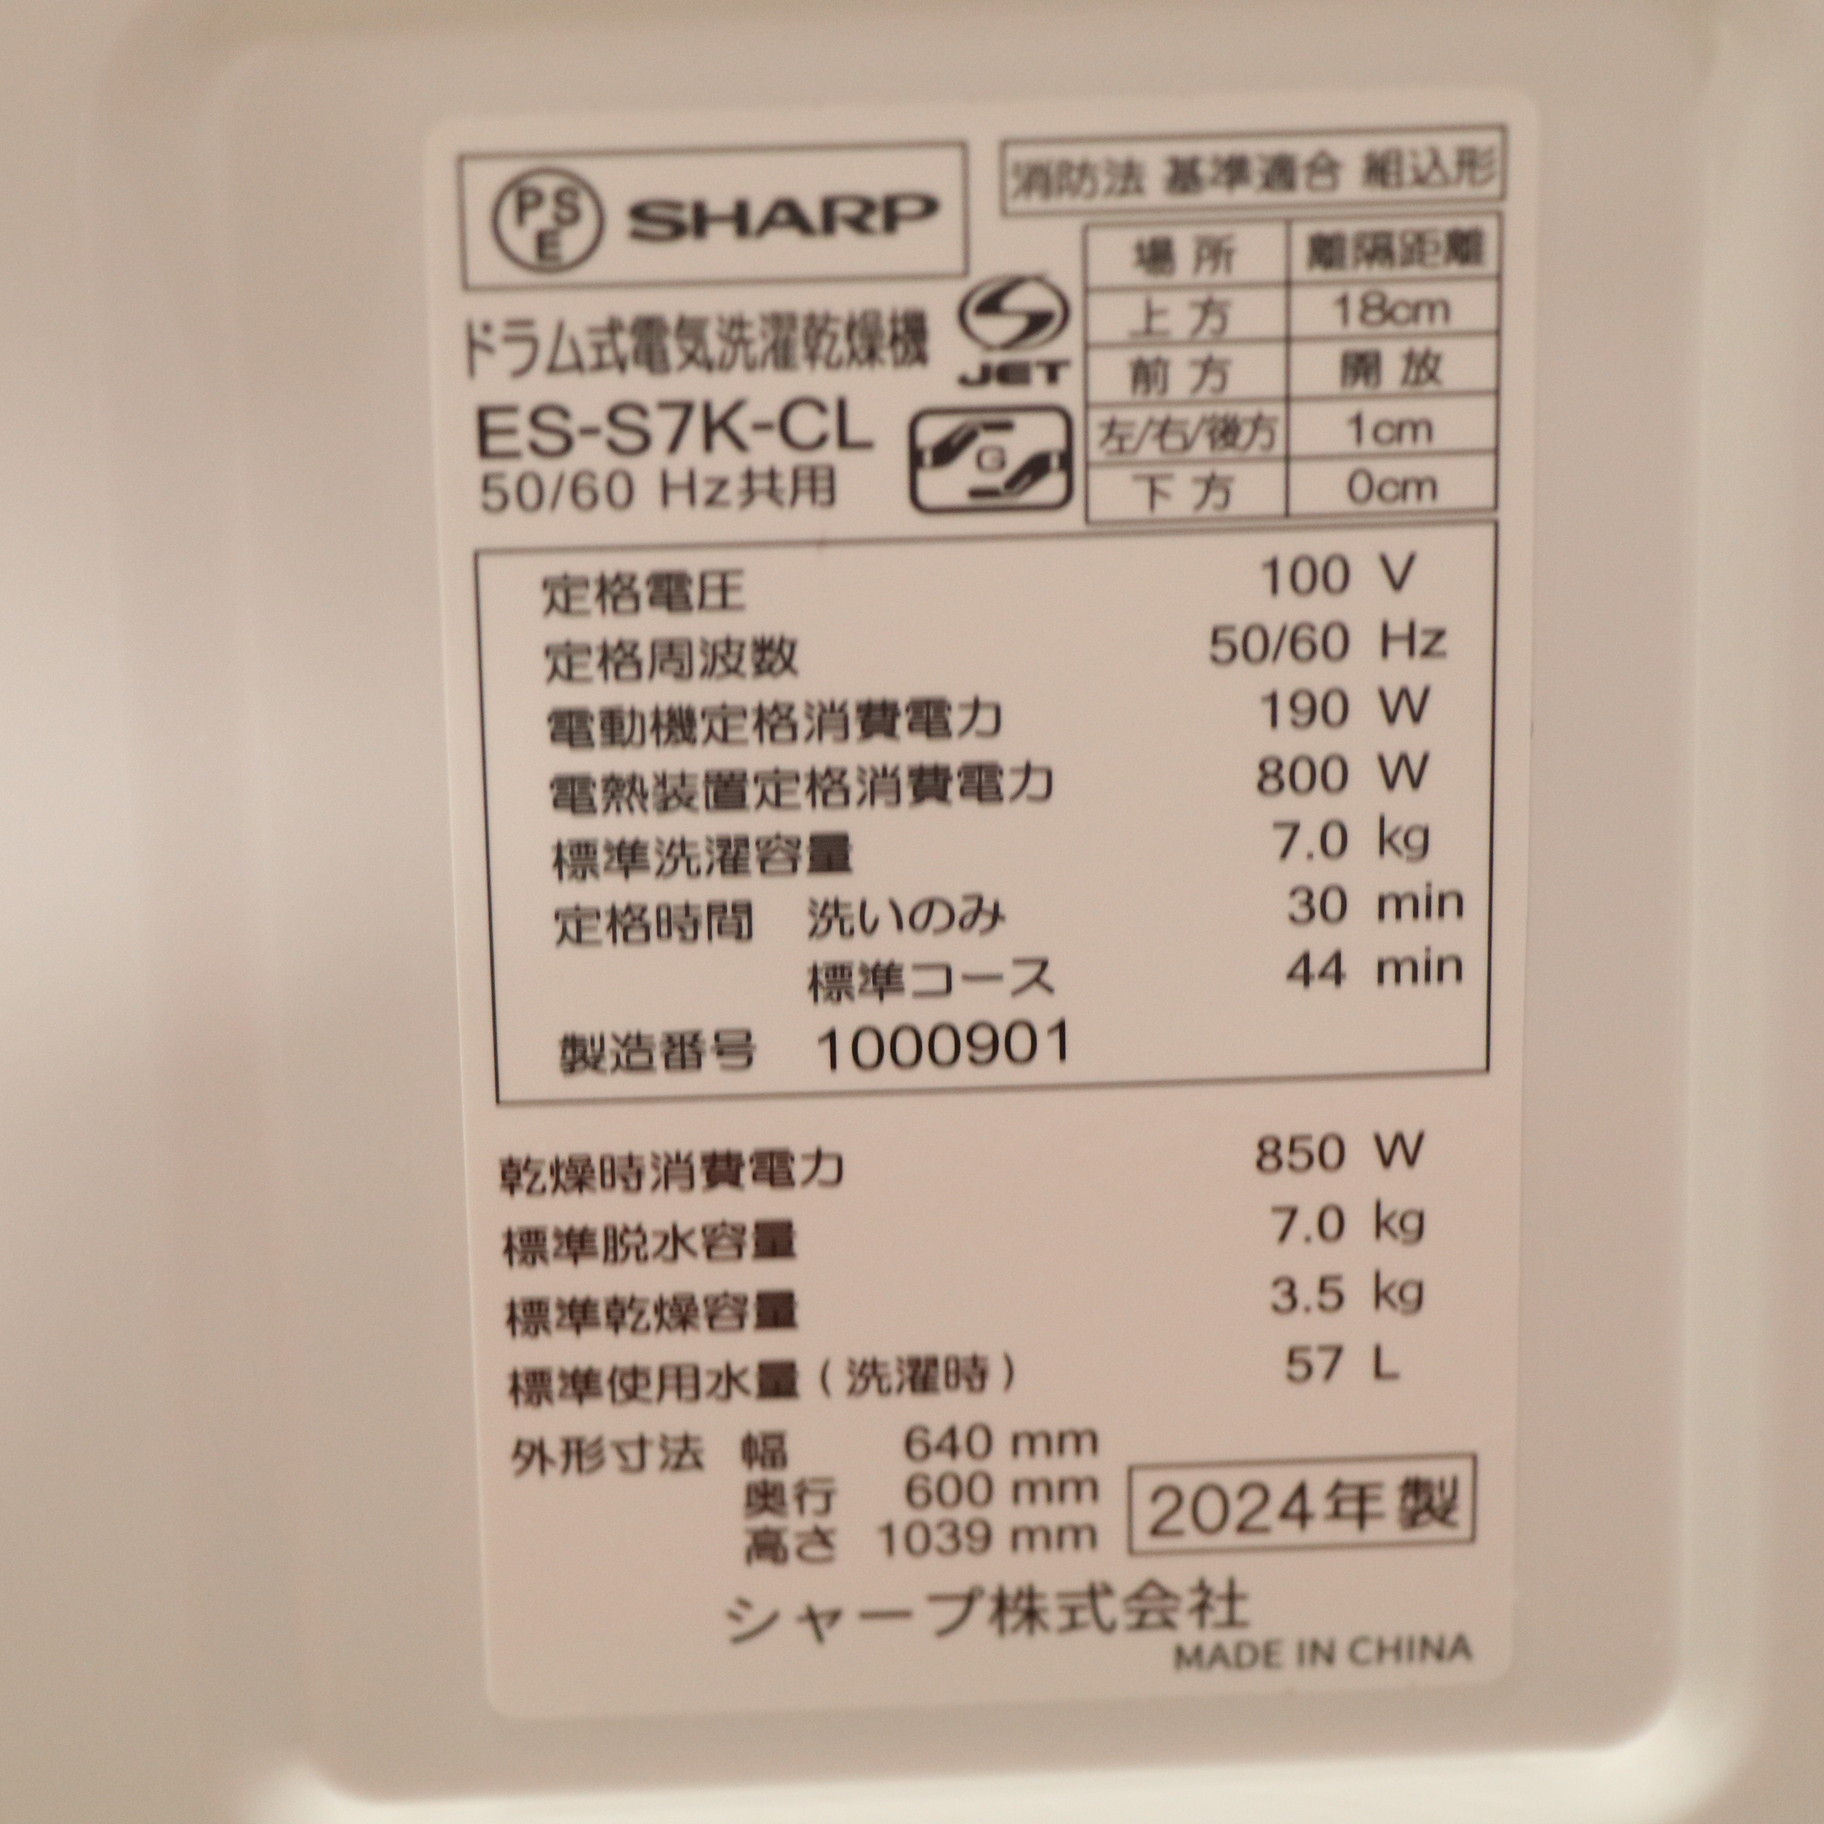 PSE SHARP
消防法 基準適合 組込形
ドラム式電気洗濯乾燥機
JET
ES-S7K-CL
G
50/60 Hz共用
場所 離隔距離
上方 18cm
前方 開放
左/右/後方 1cm
下方 0cm
定格電圧 100 V
定格周波数 50/60 Hz
電動機定格消費電力 190 W
電熱装置定格消費電力 800 W
標準洗濯容量 7.0 kg
定格時間 洗いのみ 30 min
標準コース 44 min
製造番号 1000901
乾燥時消費電力 850 W
標準脱水容量 7.0 kg
標準乾燥容量 3.5 kg
標準使用水量(洗濯時) 57 L
外形寸法 幅 640 mm
奥行 600 mm
高さ 1039 mm
2024年製
シャープ株式会社
MADE IN CHINA